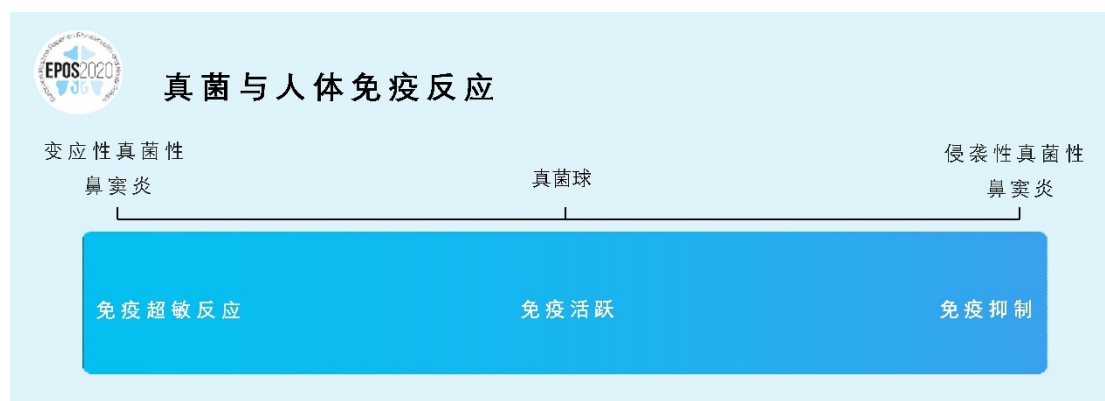 EPOS2020
真菌与人体免疫反应
变应性真菌性
鼻窦炎
真菌球
侵袭性真菌性
鼻窦炎
免疫超敏反应
免疫活跃
免疫抑制